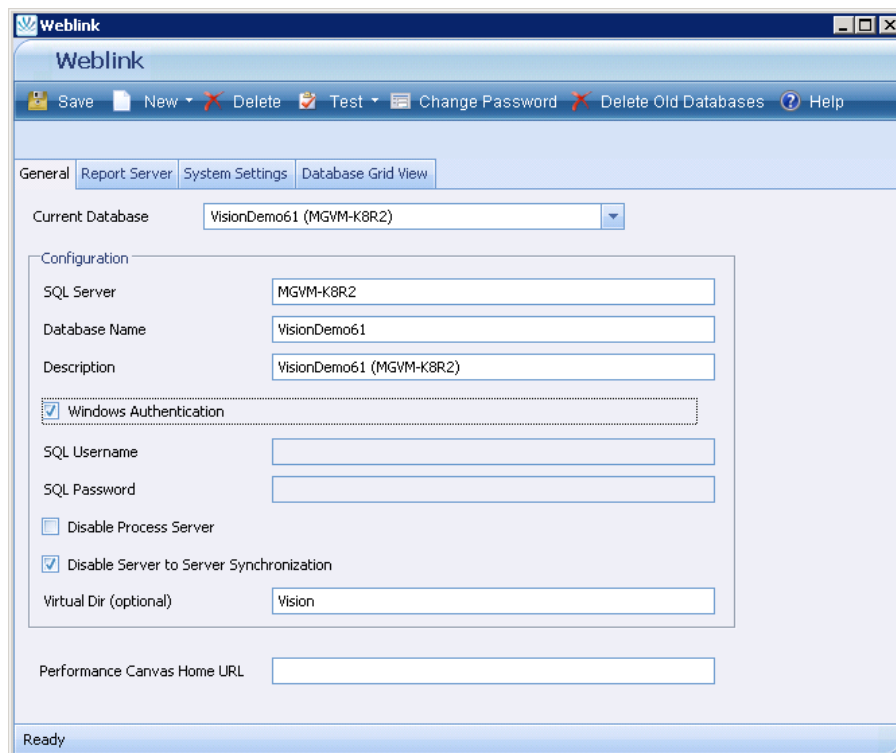 Weblink
Weblink
Save New Delete Test Change Password Delete Old Databases Help
General Report Server System Settings Database Grid View
Current Database VisionDemo61 (MGVM-K8R2)
Configuration
SQL Server MGVM-K8R2
Database Name VisionDemo61
Description VisionDemo61 (MGVM-K8R2)
Windows Authentication
SQL Username
SQL Password
Disable Process Server
Disable Server to Server Synchronization
Virtual Dir (optional) Vision
Performance Canvas Home URL
Ready